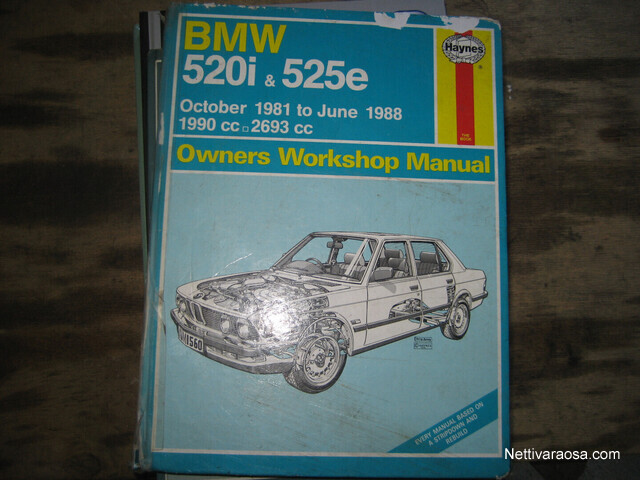 BMW
520i & 525e
October 1981 to June 1988
1990 cc □ 2693 cc
Haynes
®
Owners Workshop Manual
EVERY MANUAL BASED ON
A STRIPDOWN AND
REBUILD
Nettivaraosa.com